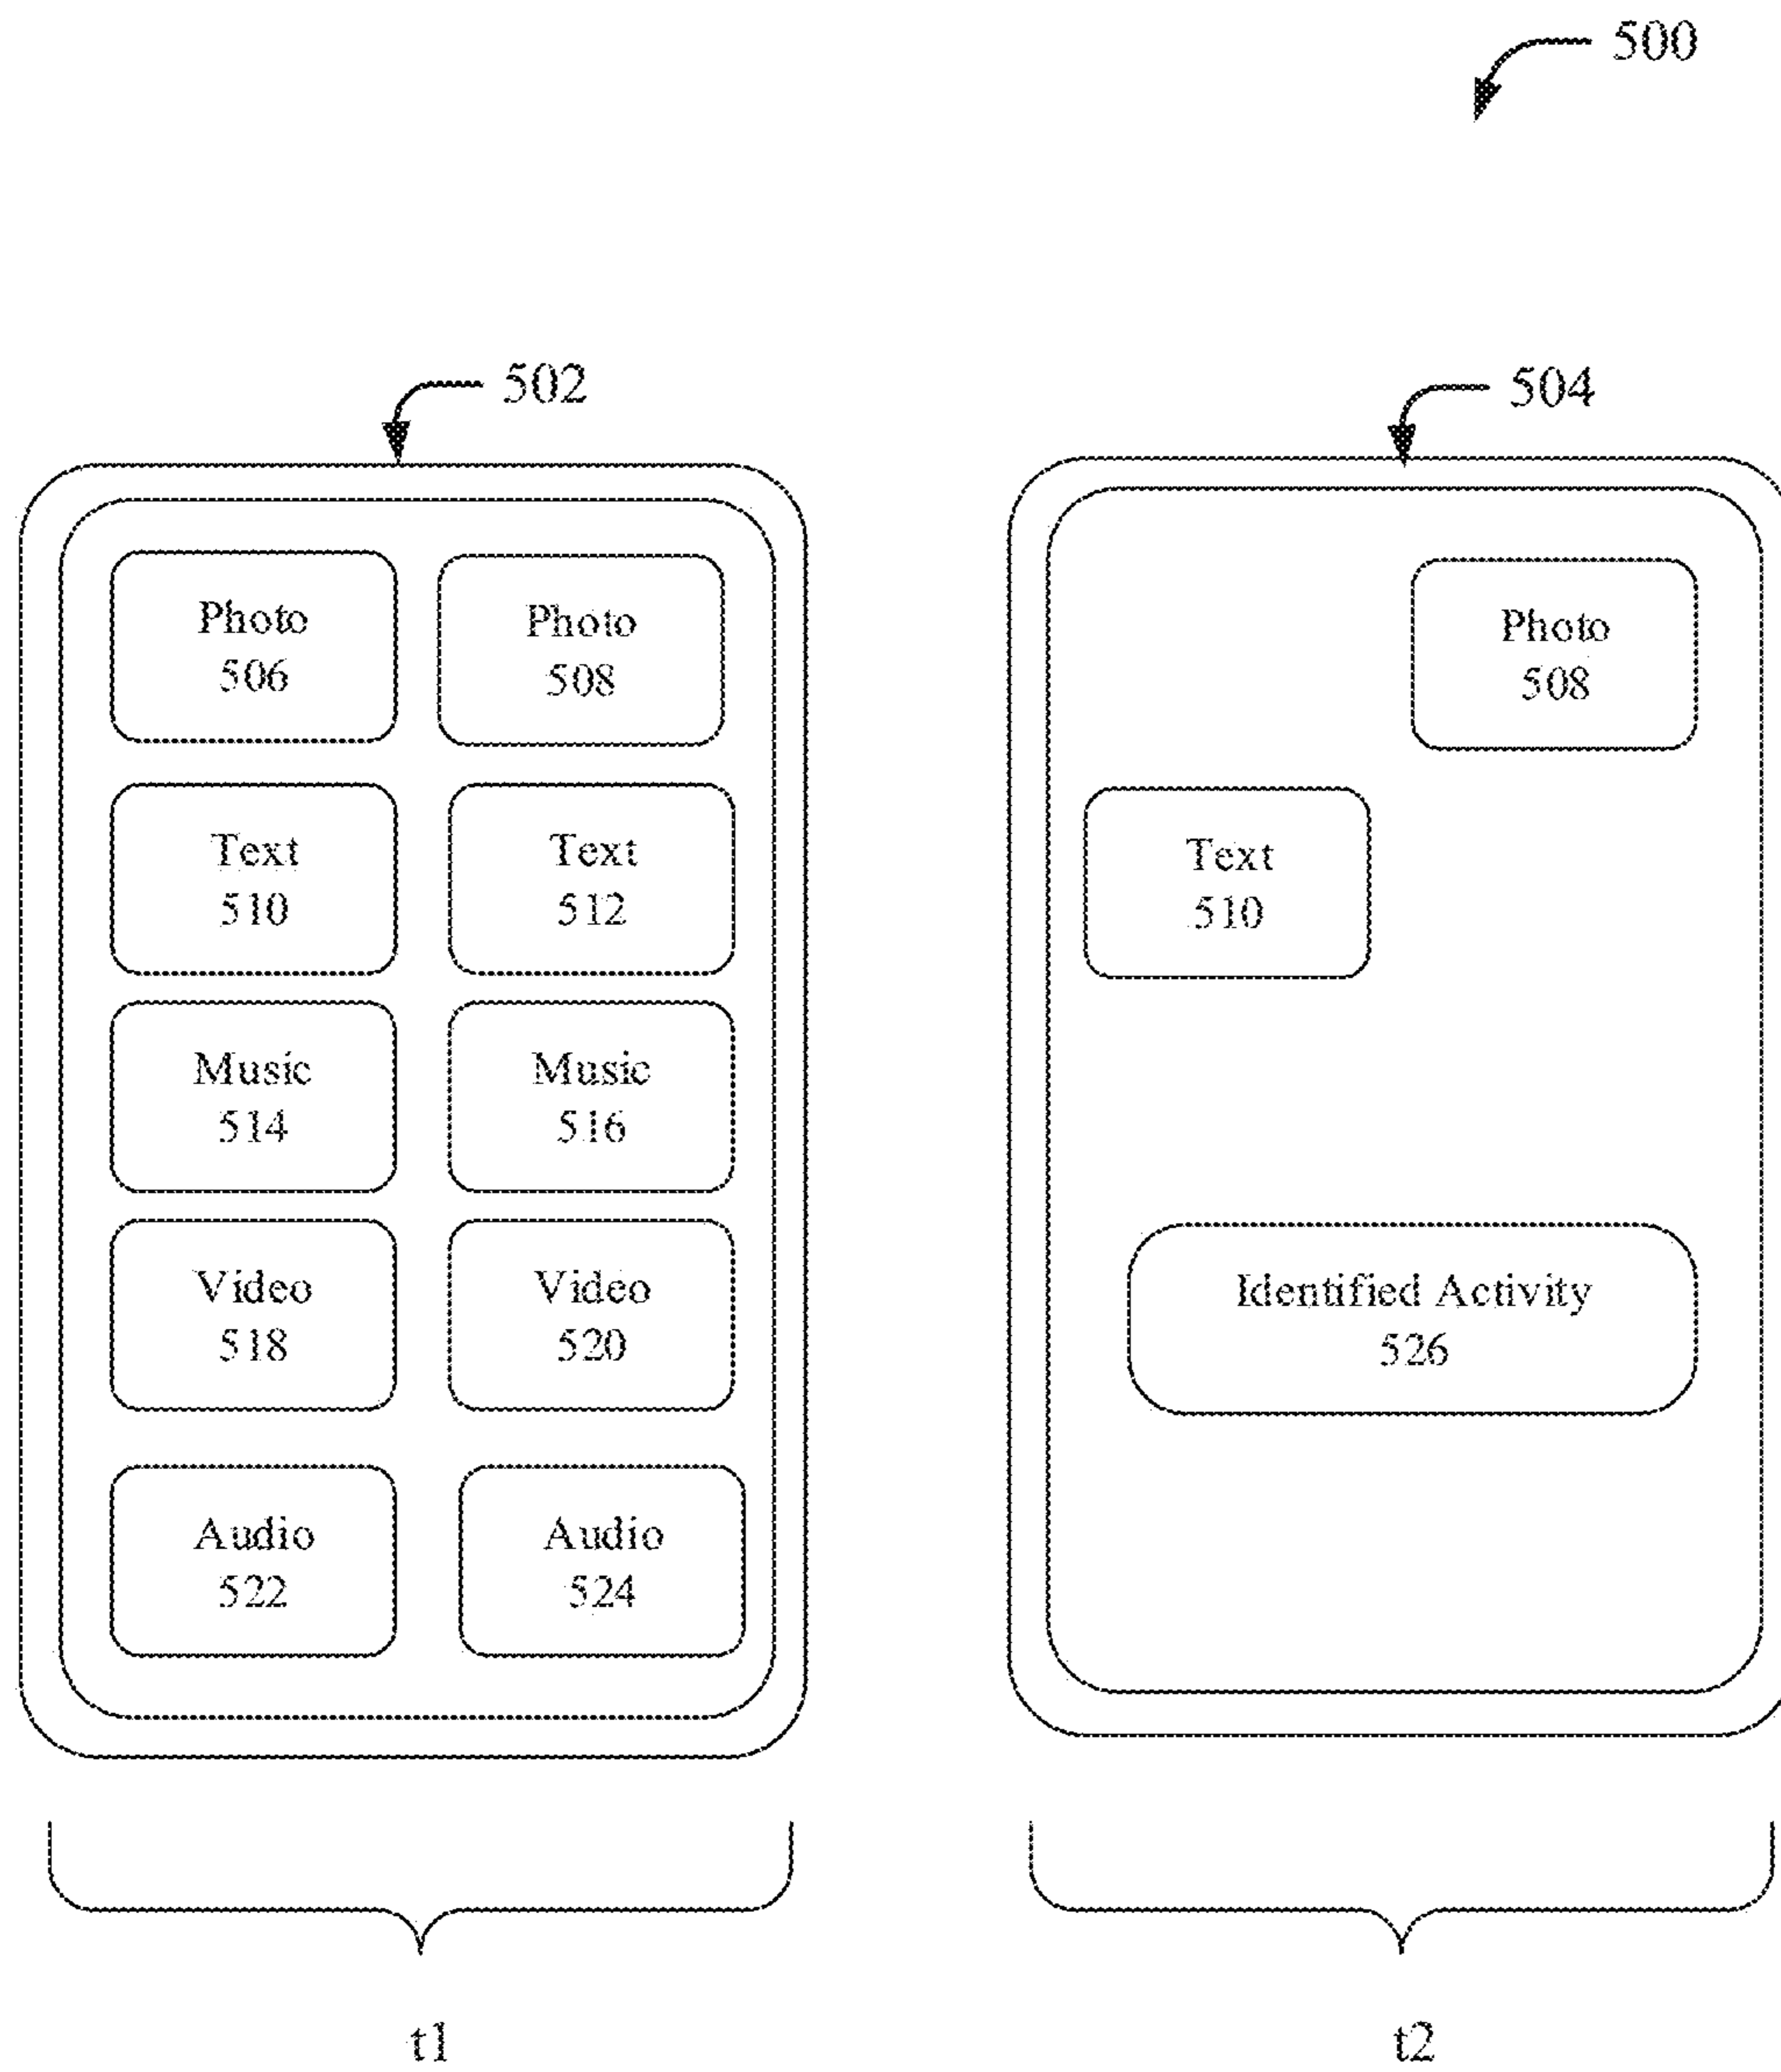 500
502
504
Photo
506
Photo
508
Text
510
Text
512
Music
514
Music
516
Video
518
Video
520
Audio
522
Audio
524
t1
Photo
508
Text
510
Identified Activity
526
t2